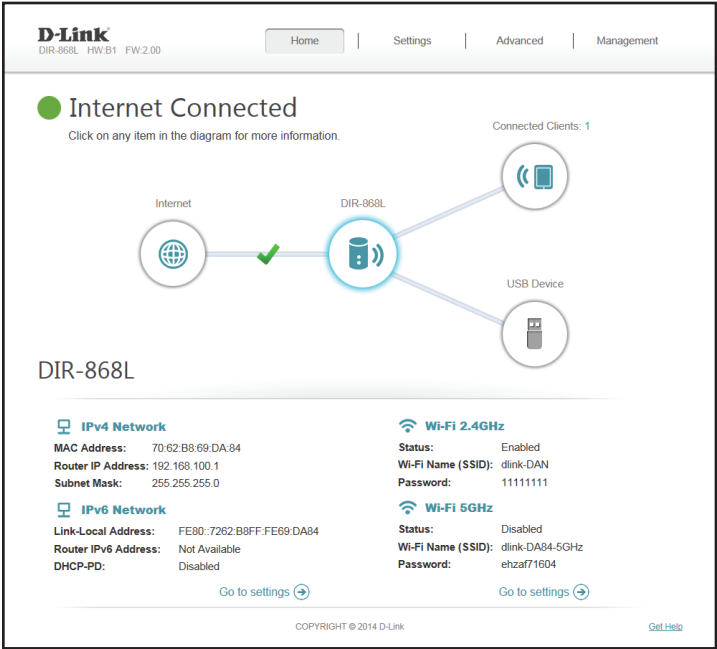 D-Link
DIR-868L HW:B1 FW:2.00
Home
Settings
Advanced
Management
Internet Connected
Click on any item in the diagram for more information.
Connected Clients: 1
Internet
DIR-868L
USB Device
DIR-868L
IPv4 Network
MAC Address: 70:62:B8:69:DA:84
Router IP Address: 192.168.100.1
Subnet Mask: 255.255.255.0
IPv6 Network
Link-Local Address: FE80::7262:B8FF:FE69:DA84
Router IPv6 Address: Not Available
DHCP-PD: Disabled
Go to settings
Wi-Fi 2.4GHz
Status: Enabled
Wi-Fi Name (SSID): dlink-DAN
Password: 11111111
Wi-Fi 5GHz
Status: Disabled
Wi-Fi Name (SSID): dlink-DA84-5GHz
Password: ehzaf71604
Go to settings
COPYRIGHT © 2014 D-Link
Get Help